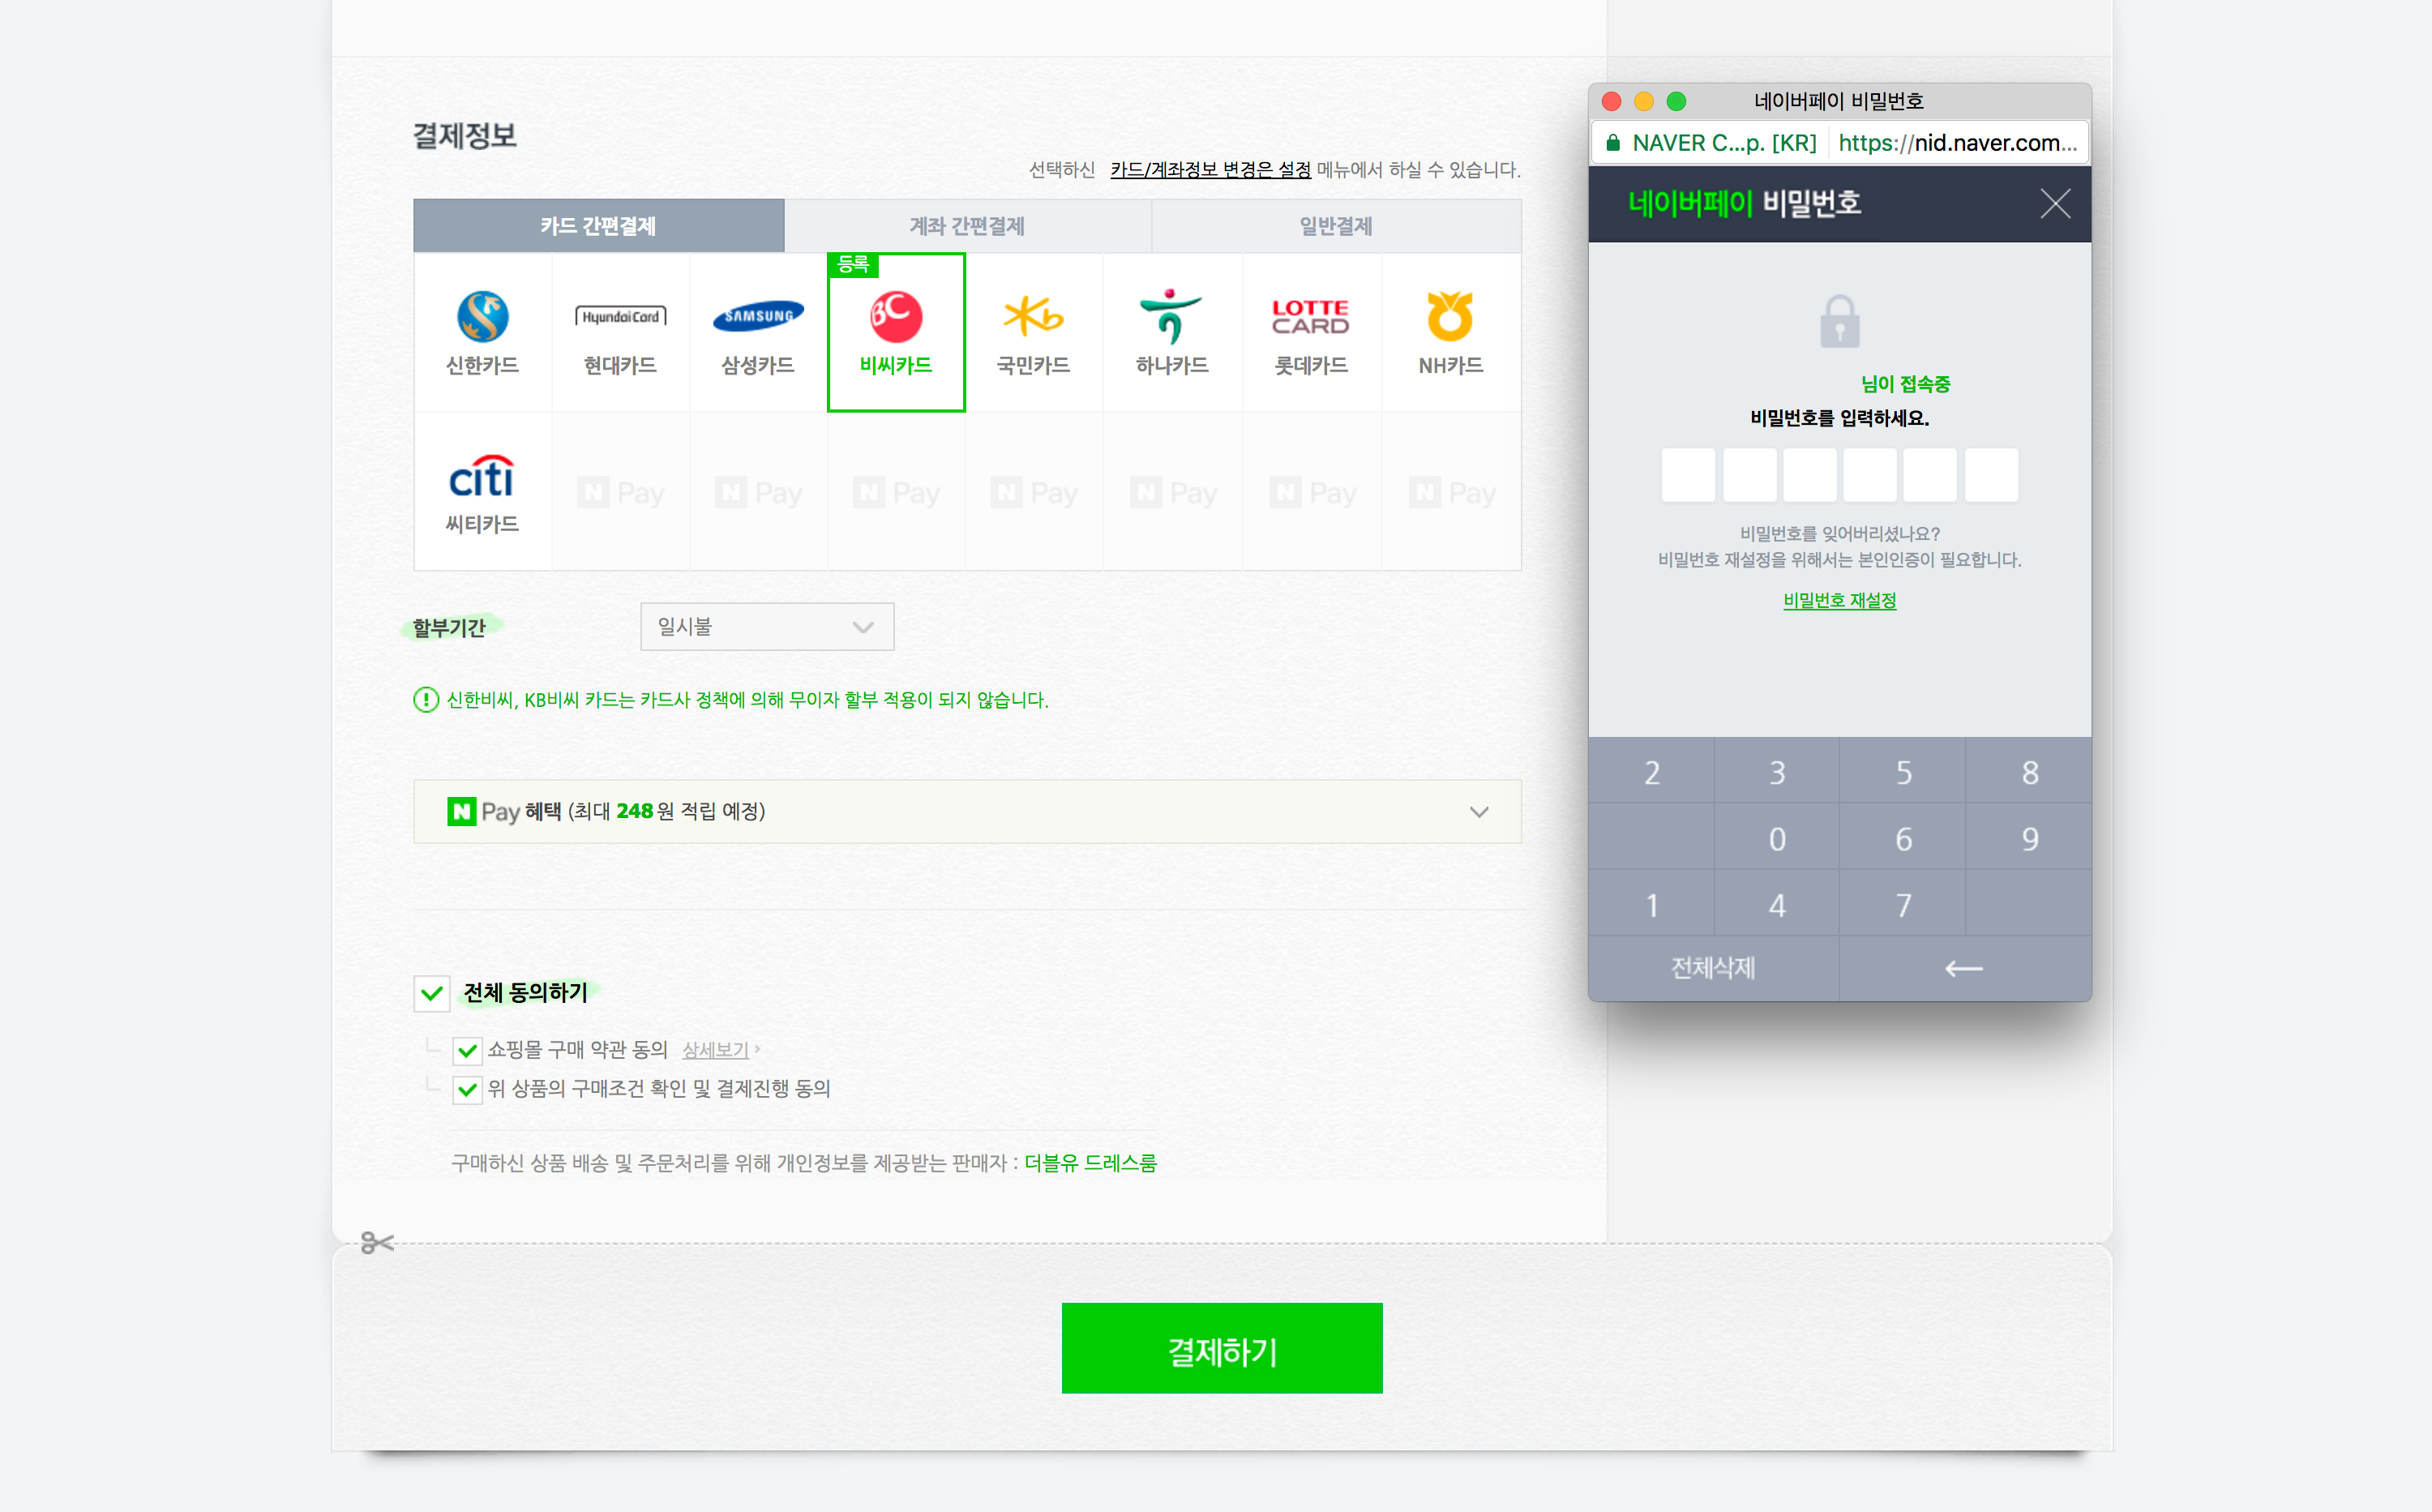 결제정보
선택하신 카드/계좌정보 변경은 설정 메뉴에서 하실 수 있습니다.
카드 간편결제 계좌 간편결제 일반결제
등록
HyundaiCard SAMSUNG BC Kb LOTTE CARD
신한카드 현대카드 삼성카드 비씨카드 국민카드 하나카드 롯데카드 NH카드
citi N Pay N Pay N Pay N Pay N Pay N Pay N Pay
씨티카드
할부기간 일시불
신한비씨, KB비씨 카드는 카드사 정책에 의해 무이자 할부 적용이 되지 않습니다.
N Pay 혜택 (최대 248원 적립 예정)
전체 동의하기
쇼핑몰 구매 약관 동의 상세보기
위 상품의 구매조건 확인 및 결제진행 동의
구매하신 상품 배송 및 주문처리를 위해 개인정보를 제공받는 판매자 : 더블유 드레스룸
결제하기
네이버페이 비밀번호
NAVER C...p. [KR] https://nid.naver.com...
네이버페이 비밀번호
님이 접속중
비밀번호를 입력하세요.
비밀번호를 잊어버리셨나요?
비밀번호 재설정을 위해서는 본인인증이 필요합니다.
비밀번호 재설정
2 3 5 8
0 6 9
1 4 7
전체삭제 ←